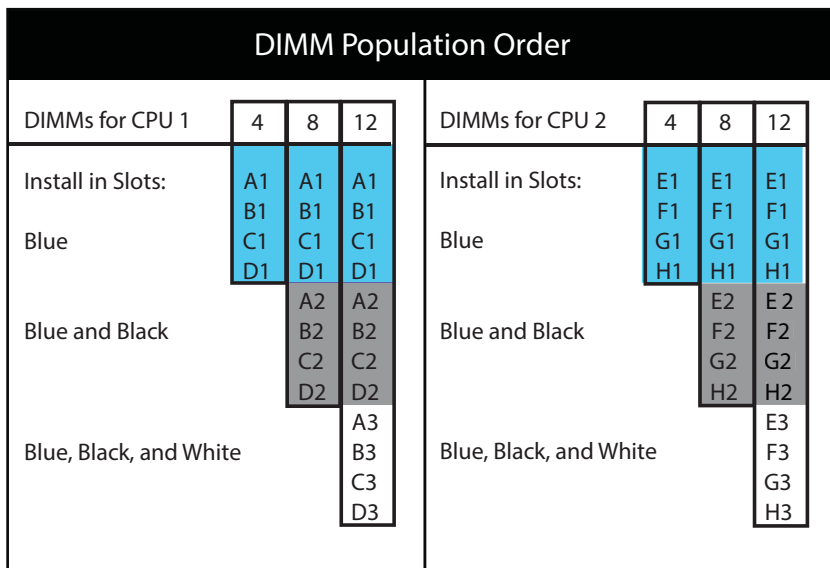 DIMM Population Order
DIMMs for CPU 1 4 8 12
Install in Slots: A1 A1 A1
B1 B1 B1
Blue C1 C1 C1
D1 D1 D1
A2 A2
Blue and Black B2 B2
C2 C2
D2 D2
A3
Blue, Black, and White B3
C3
D3
DIMMs for CPU 2 4 8 12
Install in Slots: E1 E1 E1
F1 F1 F1
Blue G1 G1 G1
H1 H1 H1
E2 E 2
Blue and Black F2 F2
G2 G2
H2 H2
E3
Blue, Black, and White F3
G3
H3